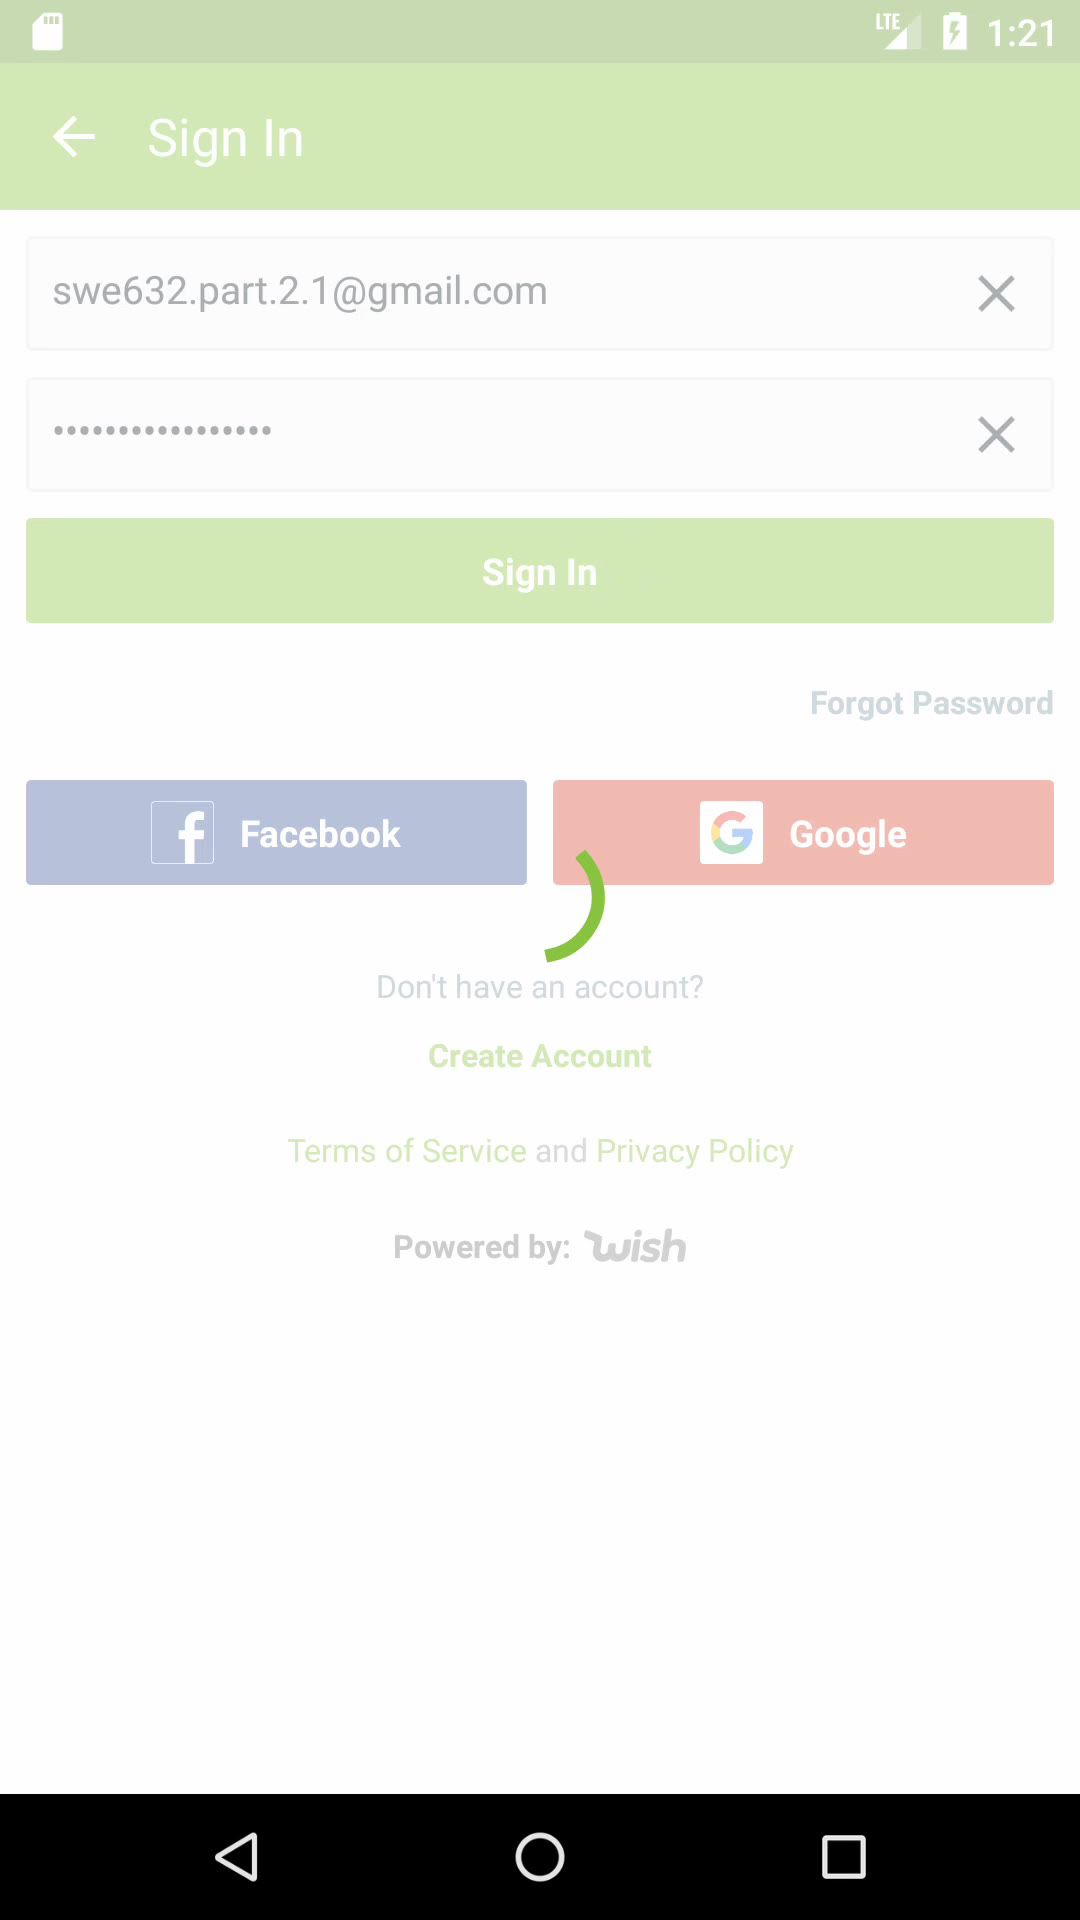 LTE 1:21
Sign In
swe632.part.2.1@gmail.com
•••••••••••••••••
Sign In
Forgot Password
Facebook
Google
Don't have an account?
Create Account
Terms of Service and Privacy Policy
Powered by: wish